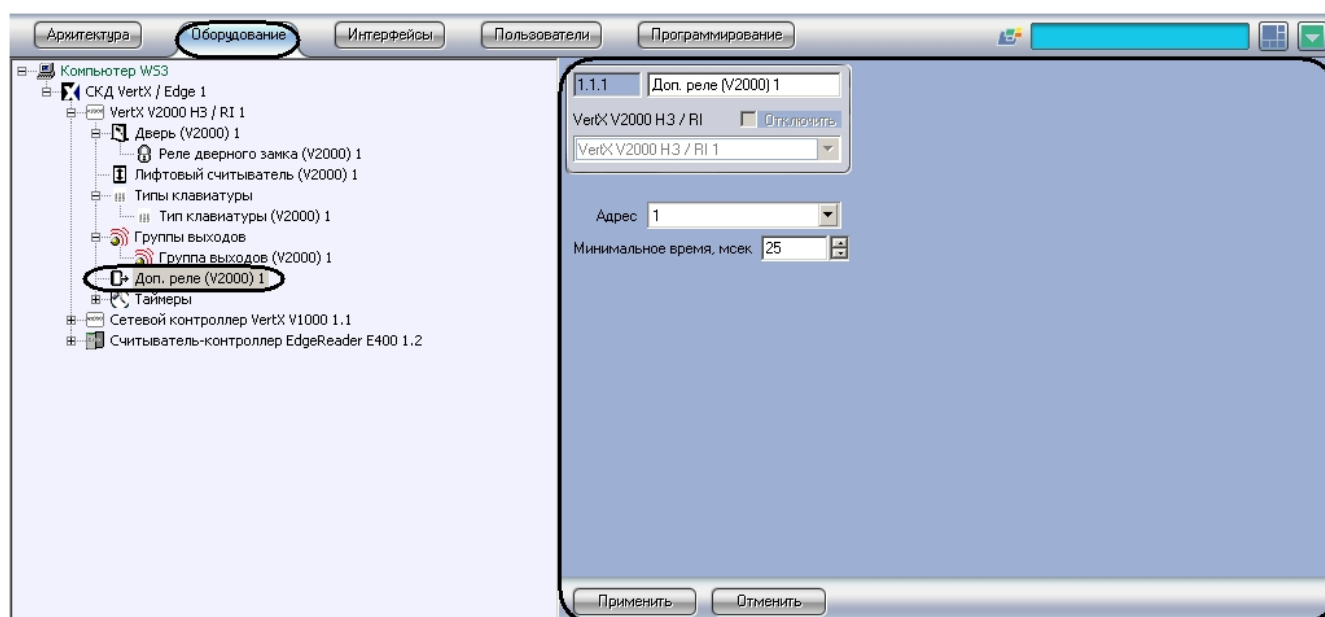 Архитектура Оборудование Интерфейсы Пользователи Программирование
Компьютер WS3
СКД VertX / Edge 1
VertX V2000 НЗ / RI 1
Дверь (V2000) 1
Реле дверного замка (V2000) 1
Лифтовый считыватель (V2000) 1
Типы клавиатуры
Тип клавиатуры (V2000) 1
Группы выходов
Группа выходов (V2000) 1
Доп. реле (V2000) 1
Таймеры
Сетевой контроллер VertX V1000 1.1
Считыватель-контроллер EdgeReader E400 1.2
1.1.1 Доп. реле (V2000) 1
VertX V2000 НЗ / RI Отключить
VertX V2000 НЗ / RI 1
Адрес 1
Минимальное время, мсек 25
Применить Отменить